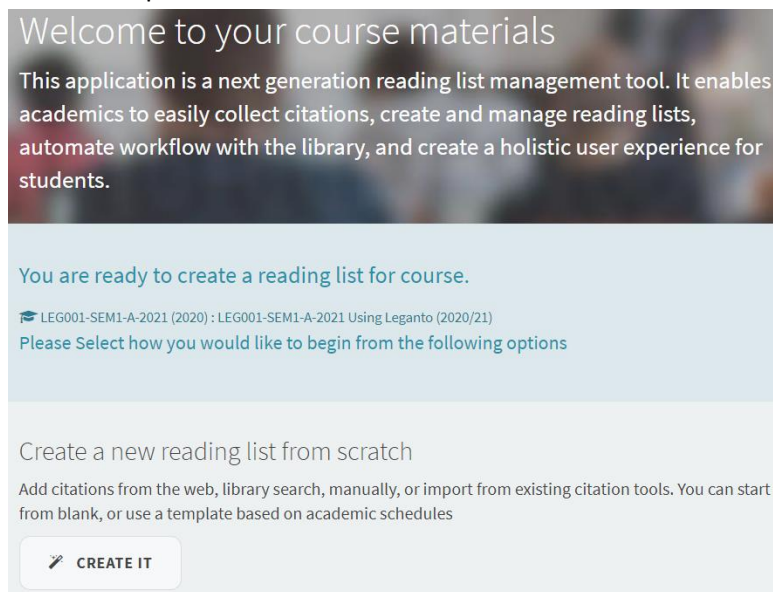 Welcome to your course materials
This application is a next generation reading list management tool. It enables
academics to easily collect citations, create and manage reading lists,
automate workflow with the library, and create a holistic user experience for
students.
You are ready to create a reading list for course.
LEG001-SEM1-A-2021 (2020) : LEG001-SEM1-A-2021 Using Leganto (2020/21)
Please Select how you would like to begin from the following options
Create a new reading list from scratch
Add citations from the web, library search, manually, or import from existing citation tools. You can start
from blank, or use a template based on academic schedules
CREATE IT